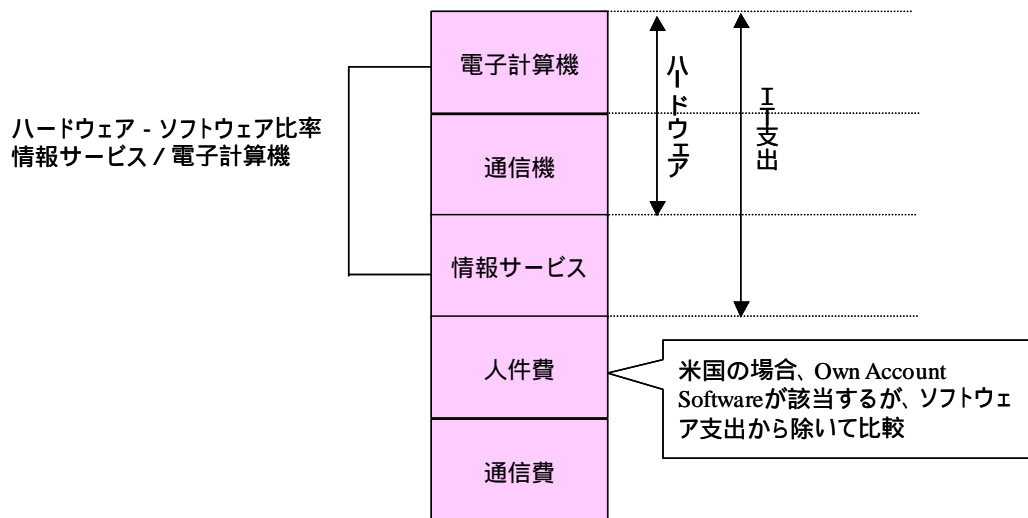 電子計算機
通信機
情報サービス
人件費
通信費
ハードウェア - ソフトウェア比率
情報サービス / 電子計算機
ハードウェア
IT支出
米国の場合、Own Account
Softwareが該当するが、ソフトウェ
ア支出から除いて比較